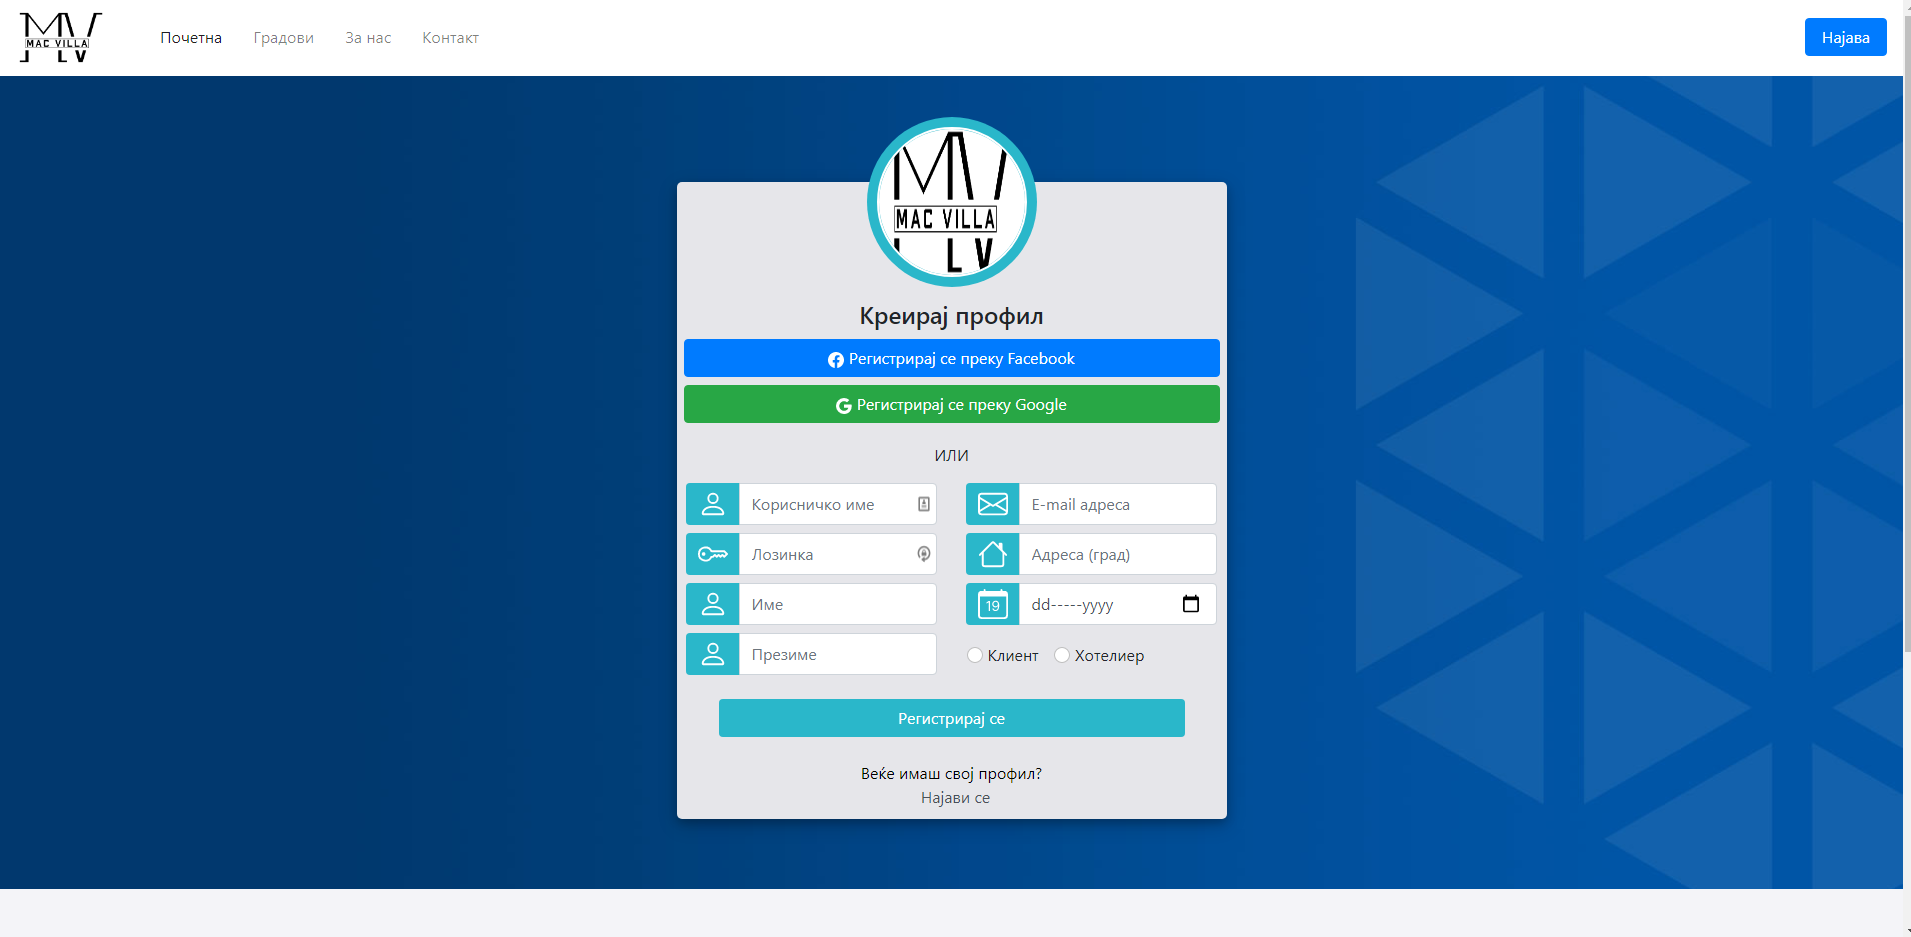 MV
MAC VILLA
Почетна Градови За нас Контакт Најава
MV
MAC VILLA
LV
Креирај профил
Регистрирај се преку Facebook
Регистрирај се преку Google
ИЛИ
Корисничко име E-mail адреса
Лозинка Адреса (град)
Име 19 dd-----yyyy
Презиме Клиент Хотелиер
Регистрирај се
Веќе имаш свој профил?
Најави се